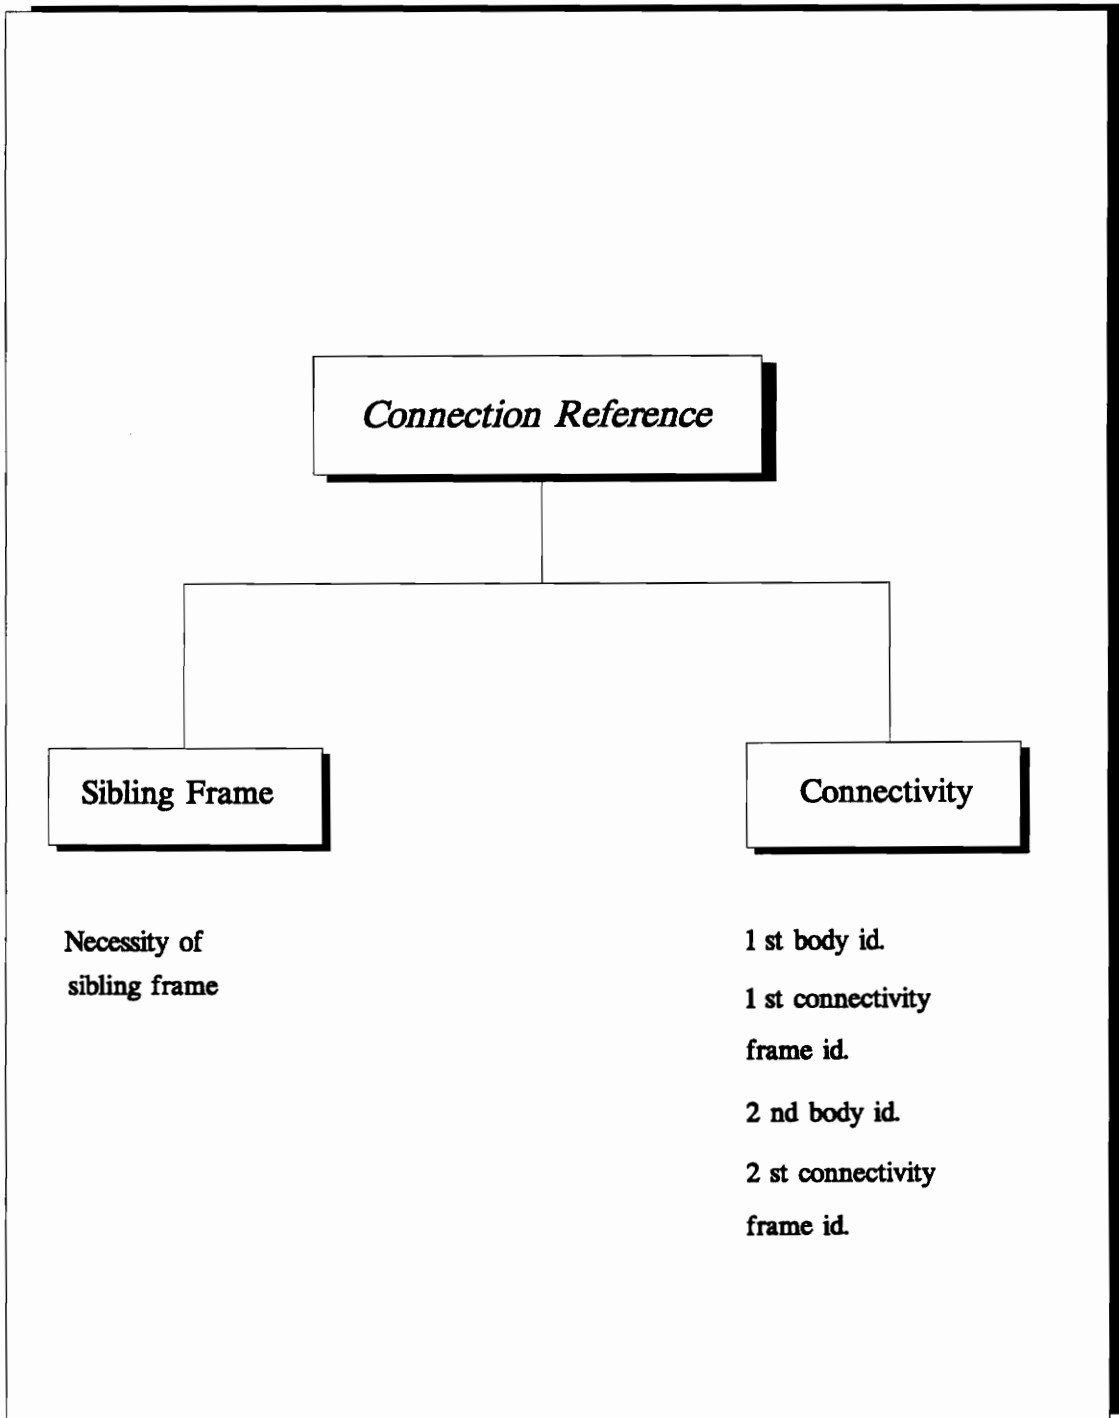 Connection Reference
Sibling Frame
Connectivity
Necessity of
sibling frame
1 st body id.
1 st connectivity
frame id.
2 nd body id.
2 st connectivity
frame id.